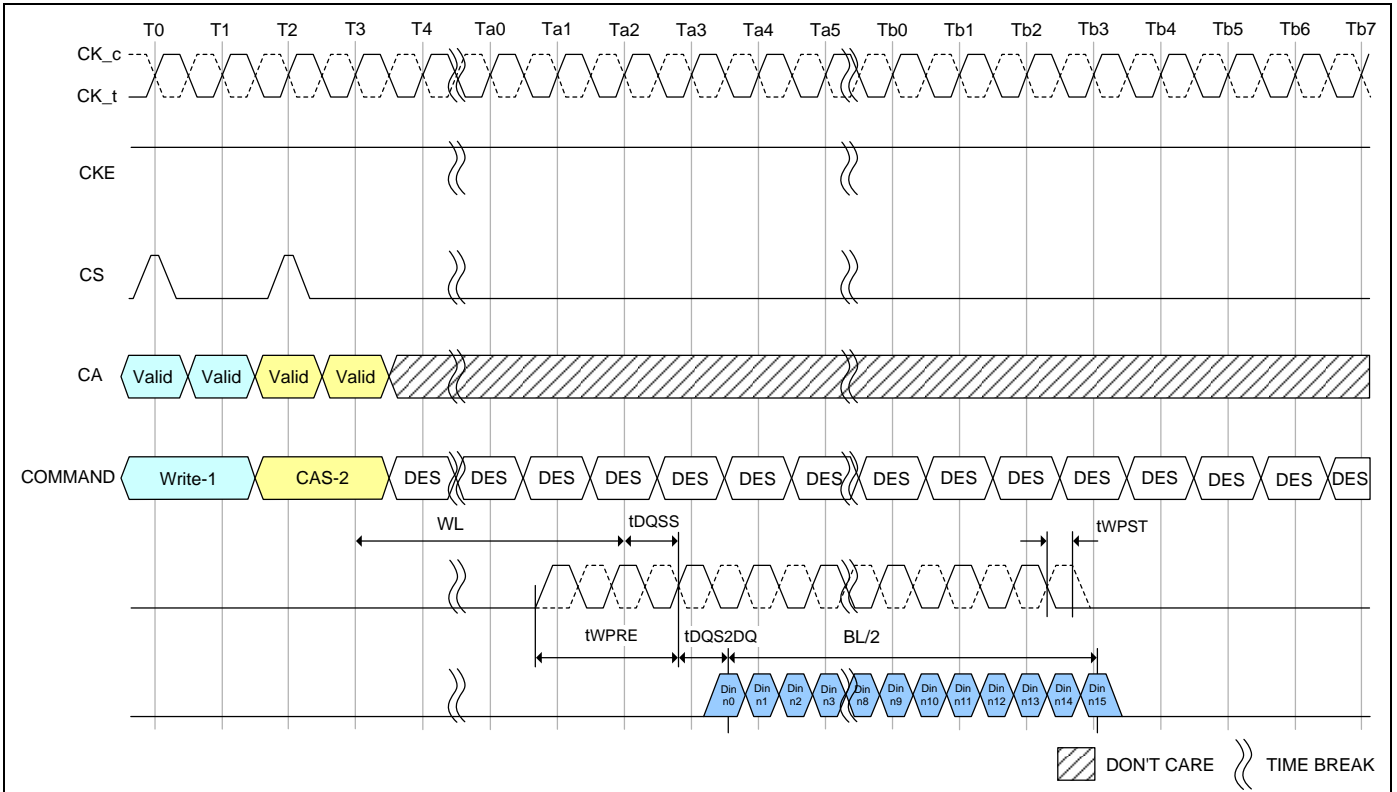 T0 T1 T2 T3 T4 Ta0 Ta1 Ta2 Ta3 Ta4 Ta5 Tb0 Tb1 Tb2 Tb3 Tb4 Tb5 Tb6 Tb7
CK_c
CK_t
CKE
CS
CA Valid Valid Valid Valid
COMMAND Write-1 CAS-2 DES DES DES DES DES DES DES DES DES DES DES DES DES DES DES
WL tDQSS tWPST
tWPRE tDQS2DQ BL/2
Din Din Din Din Din Din Din Din Din Din Din Din
n0 n1 n2 n3 n8 n9 n10 n11 n12 n13 n14 n15
DON'T CARE TIME BREAK